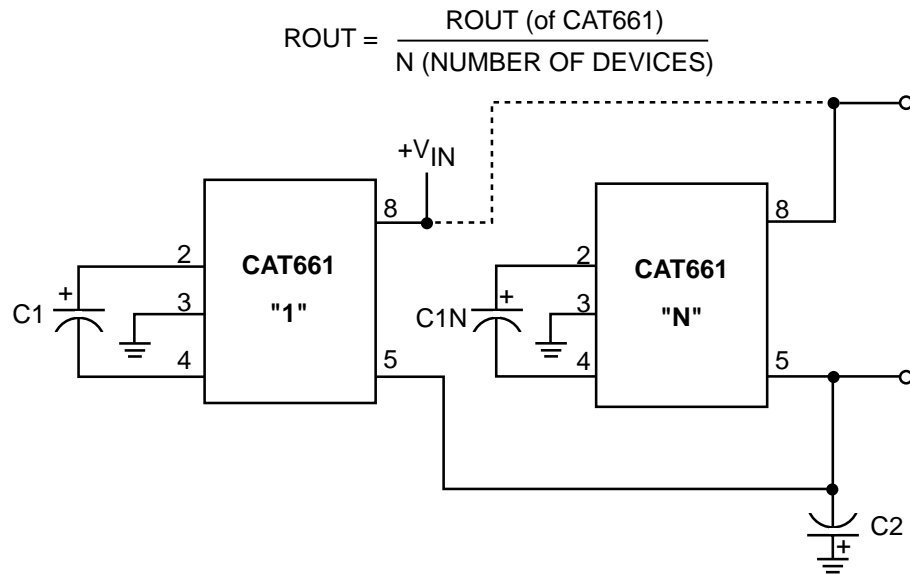 ROUT = ROUT (of CAT661)
N (NUMBER OF DEVICES)
+VIN
8
8
2
CAT661
2
CAT661
C1
+
3
"1"
C1N
+
3
"N"
4
5
4
5
C2
+